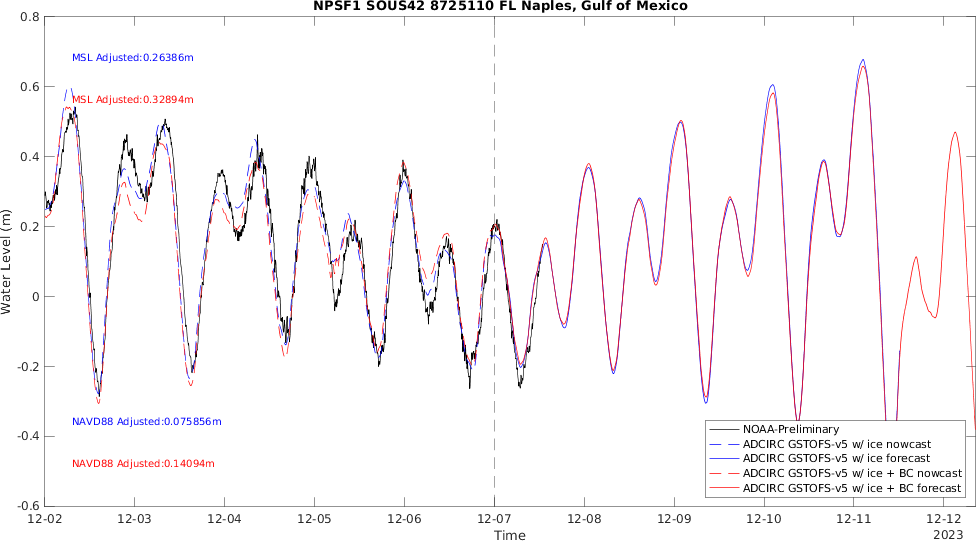 NPSF1 SOUS42 8725110 FL Naples, Gulf of Mexico
0.8
0.6
0.4
0.2
0
-0.2
-0.4
-0.6
Water Level (m)
MSL Adjusted:0.26386m
MSL Adjusted:0.32894m
NAVD88 Adjusted:0.075856m
NAVD88 Adjusted:0.14094m
NOAA-Preliminary
ADCIRC GSTOFS-v5 w/ ice nowcast
ADCIRC GSTOFS-v5 w/ ice forecast
ADCIRC GSTOFS-v5 w/ ice + BC nowcast
ADCIRC GSTOFS-v5 w/ ice + BC forecast
12-02 12-03 12-04 12-05 12-06 12-07 12-08 12-09 12-10 12-11 12-12
2023
Time